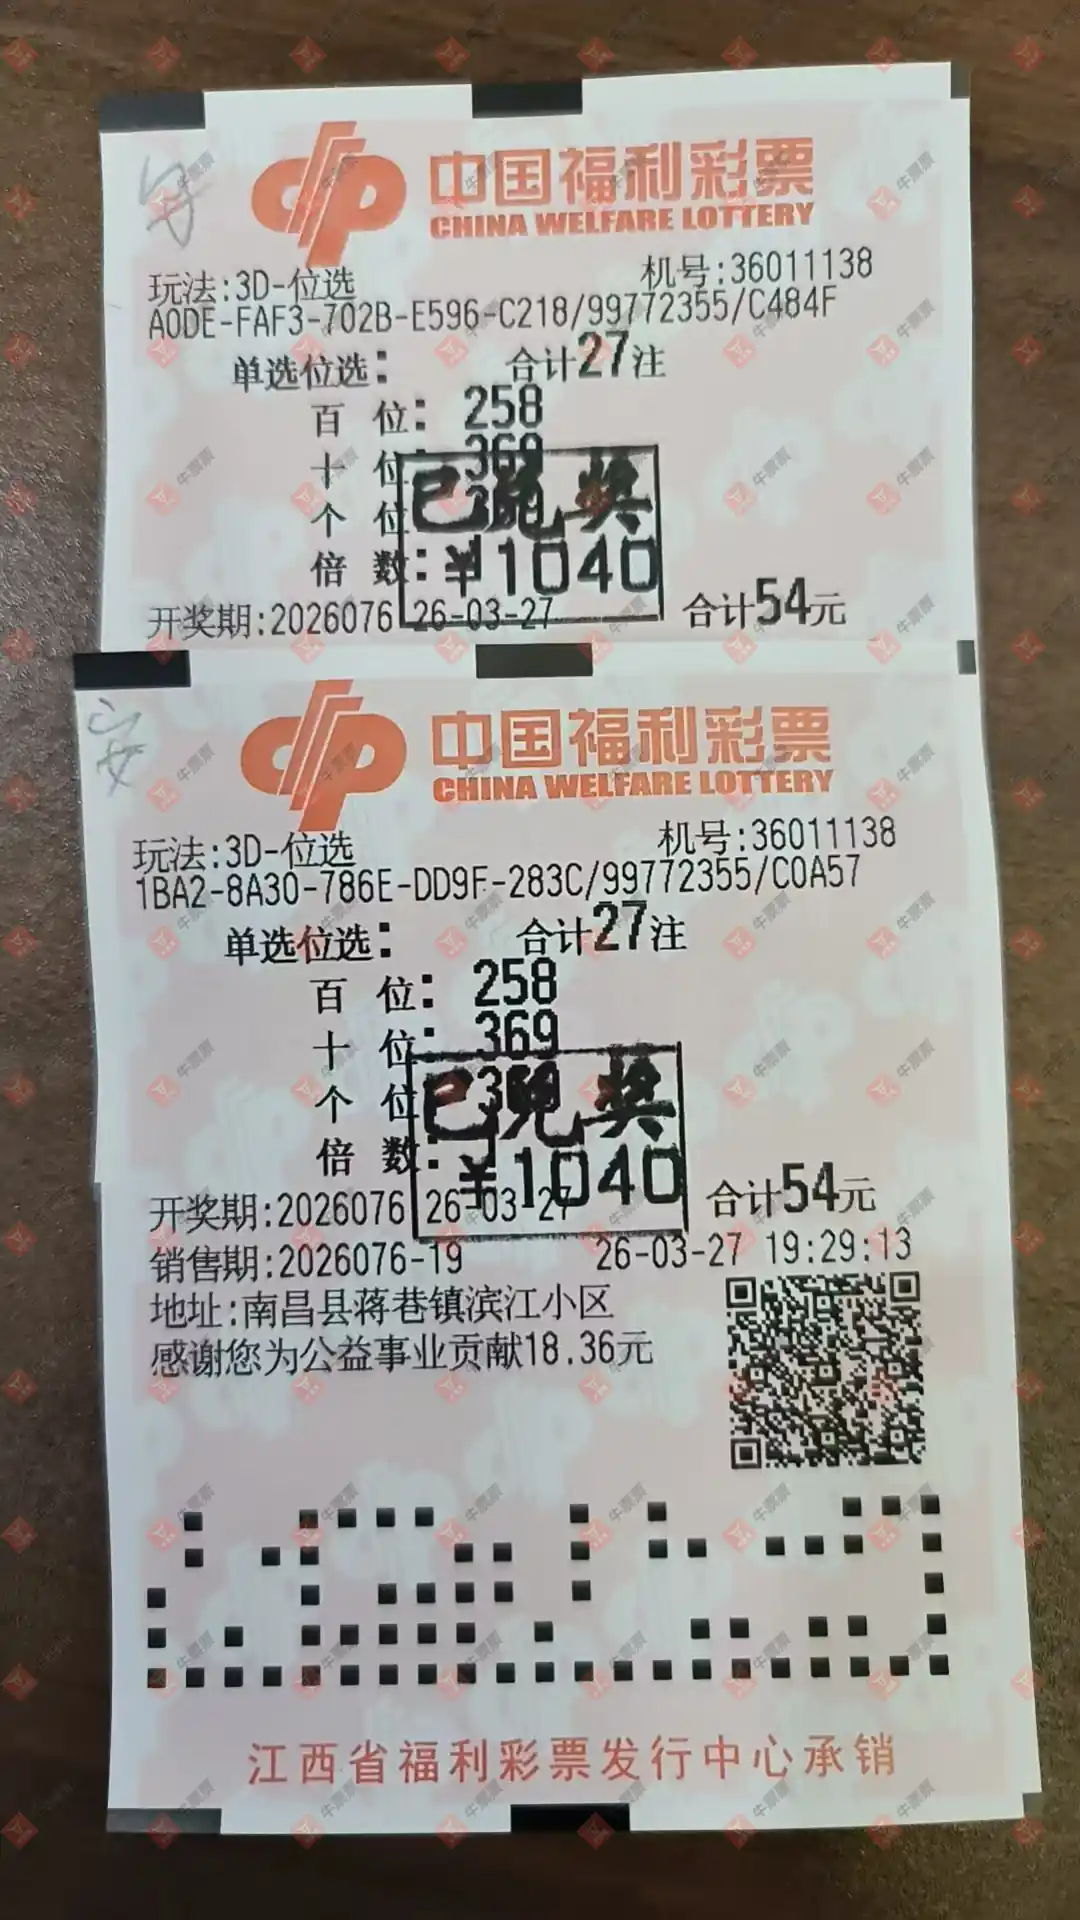 中国福利彩票
CHINA WELFARE LOTTERY
玩法:3D-位选 机号:36011138
A0DE-FAF3-702B-E596-C218/99772355/C484F
单选位选: 合计27注
百 位: 258
十 位: 369
个 位
倍 数:
已兑奖
¥1040
开奖期:2026076 26-03-27 合计54元
安
中国福利彩票
CHINA WELFARE LOTTERY
玩法:3D-位选 机号:36011138
1BA2-8A30-786E-DD9F-283C/99772355/C0A57
单选位选: 合计27注
百 位: 258
十 位: 369
个 位
倍 数:
已兑奖
¥1040
开奖期:2026076 26-03-27 合计54元
销售期:2026076-19 26-03-27 19:29:13
地址:南昌县蒋巷镇滨江小区
感谢您为公益事业贡献18.36元
江西省福利彩票发行中心承销
牛票票